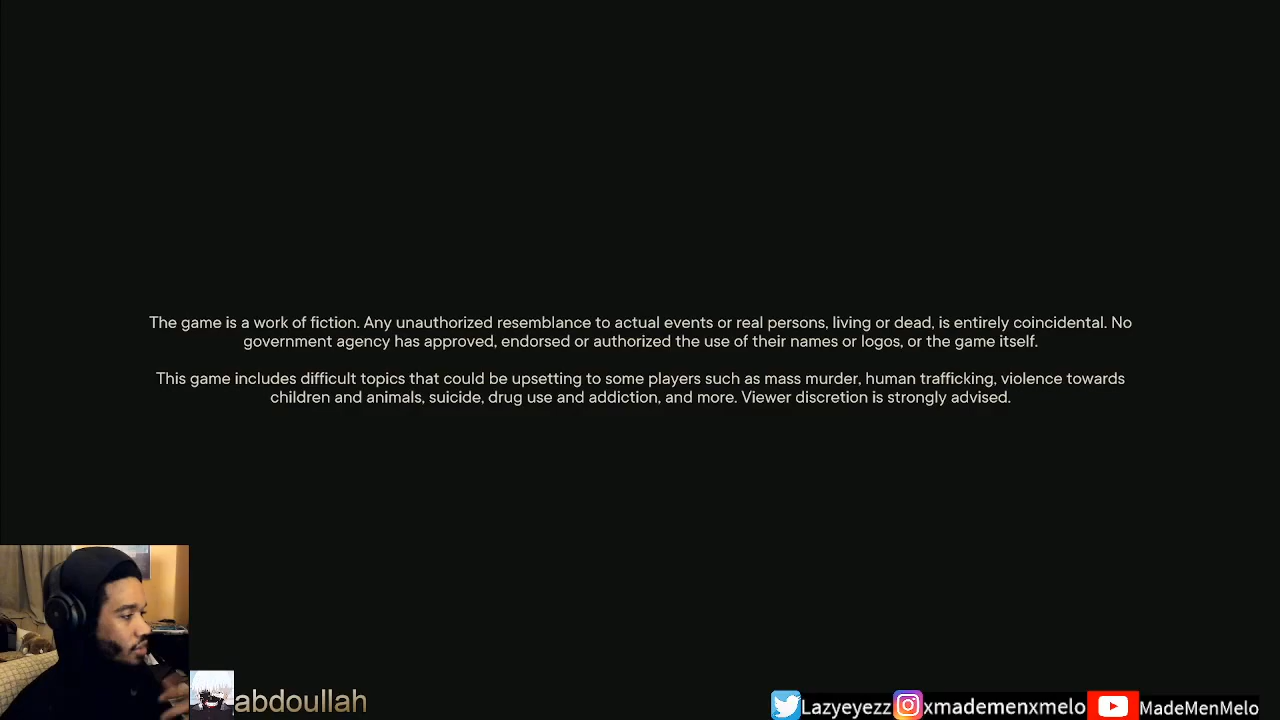 The game is a work of fiction. Any unauthorized resemblance to actual events or real persons, living or dead, is entirely coincidental. No
government agency has approved, endorsed or authorized the use of their names or logos, or the game itself.
This game includes difficult topics that could be upsetting to some players such as mass murder, human trafficking, violence towards
children and animals, suicide, drug use and addiction, and more. Viewer discretion is strongly advised.
abdoullah
Lazyeyezz xmademenxmelo MadeMenMelo